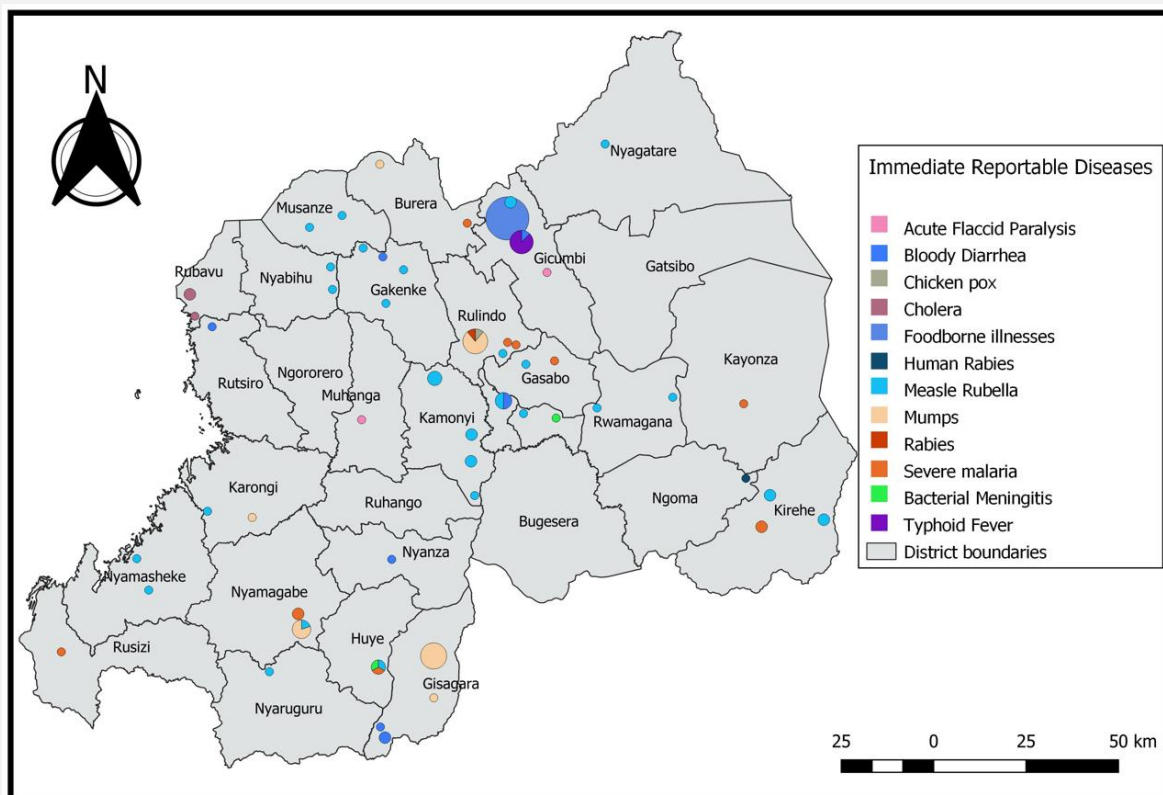 N
Nyagatare
Burera
Musanze
Gicumbi
Gatsibo
Rubavu
Nyabihu
Gakenke
Rulindo
Kayonza
Gasabo
Rutsiro
Ngororero
Muhanga
Kamonyi
Rwamagana
Karongi
Ruhango
Bugesera
Ngoma
Kirehe
Nyanza
Nyamasheke
Nyamagabe
Huye
Rusizi
Gisagara
Nyaruguru
Immediate Reportable Diseases
Acute Flaccid Paralysis
Bloody Diarrhea
Chicken pox
Cholera
Foodborne illnesses
Human Rabies
Measle Rubella
Mumps
Rabies
Severe malaria
Bacterial Meningitis
Typhoid Fever
District boundaries
25 0 25 50 km